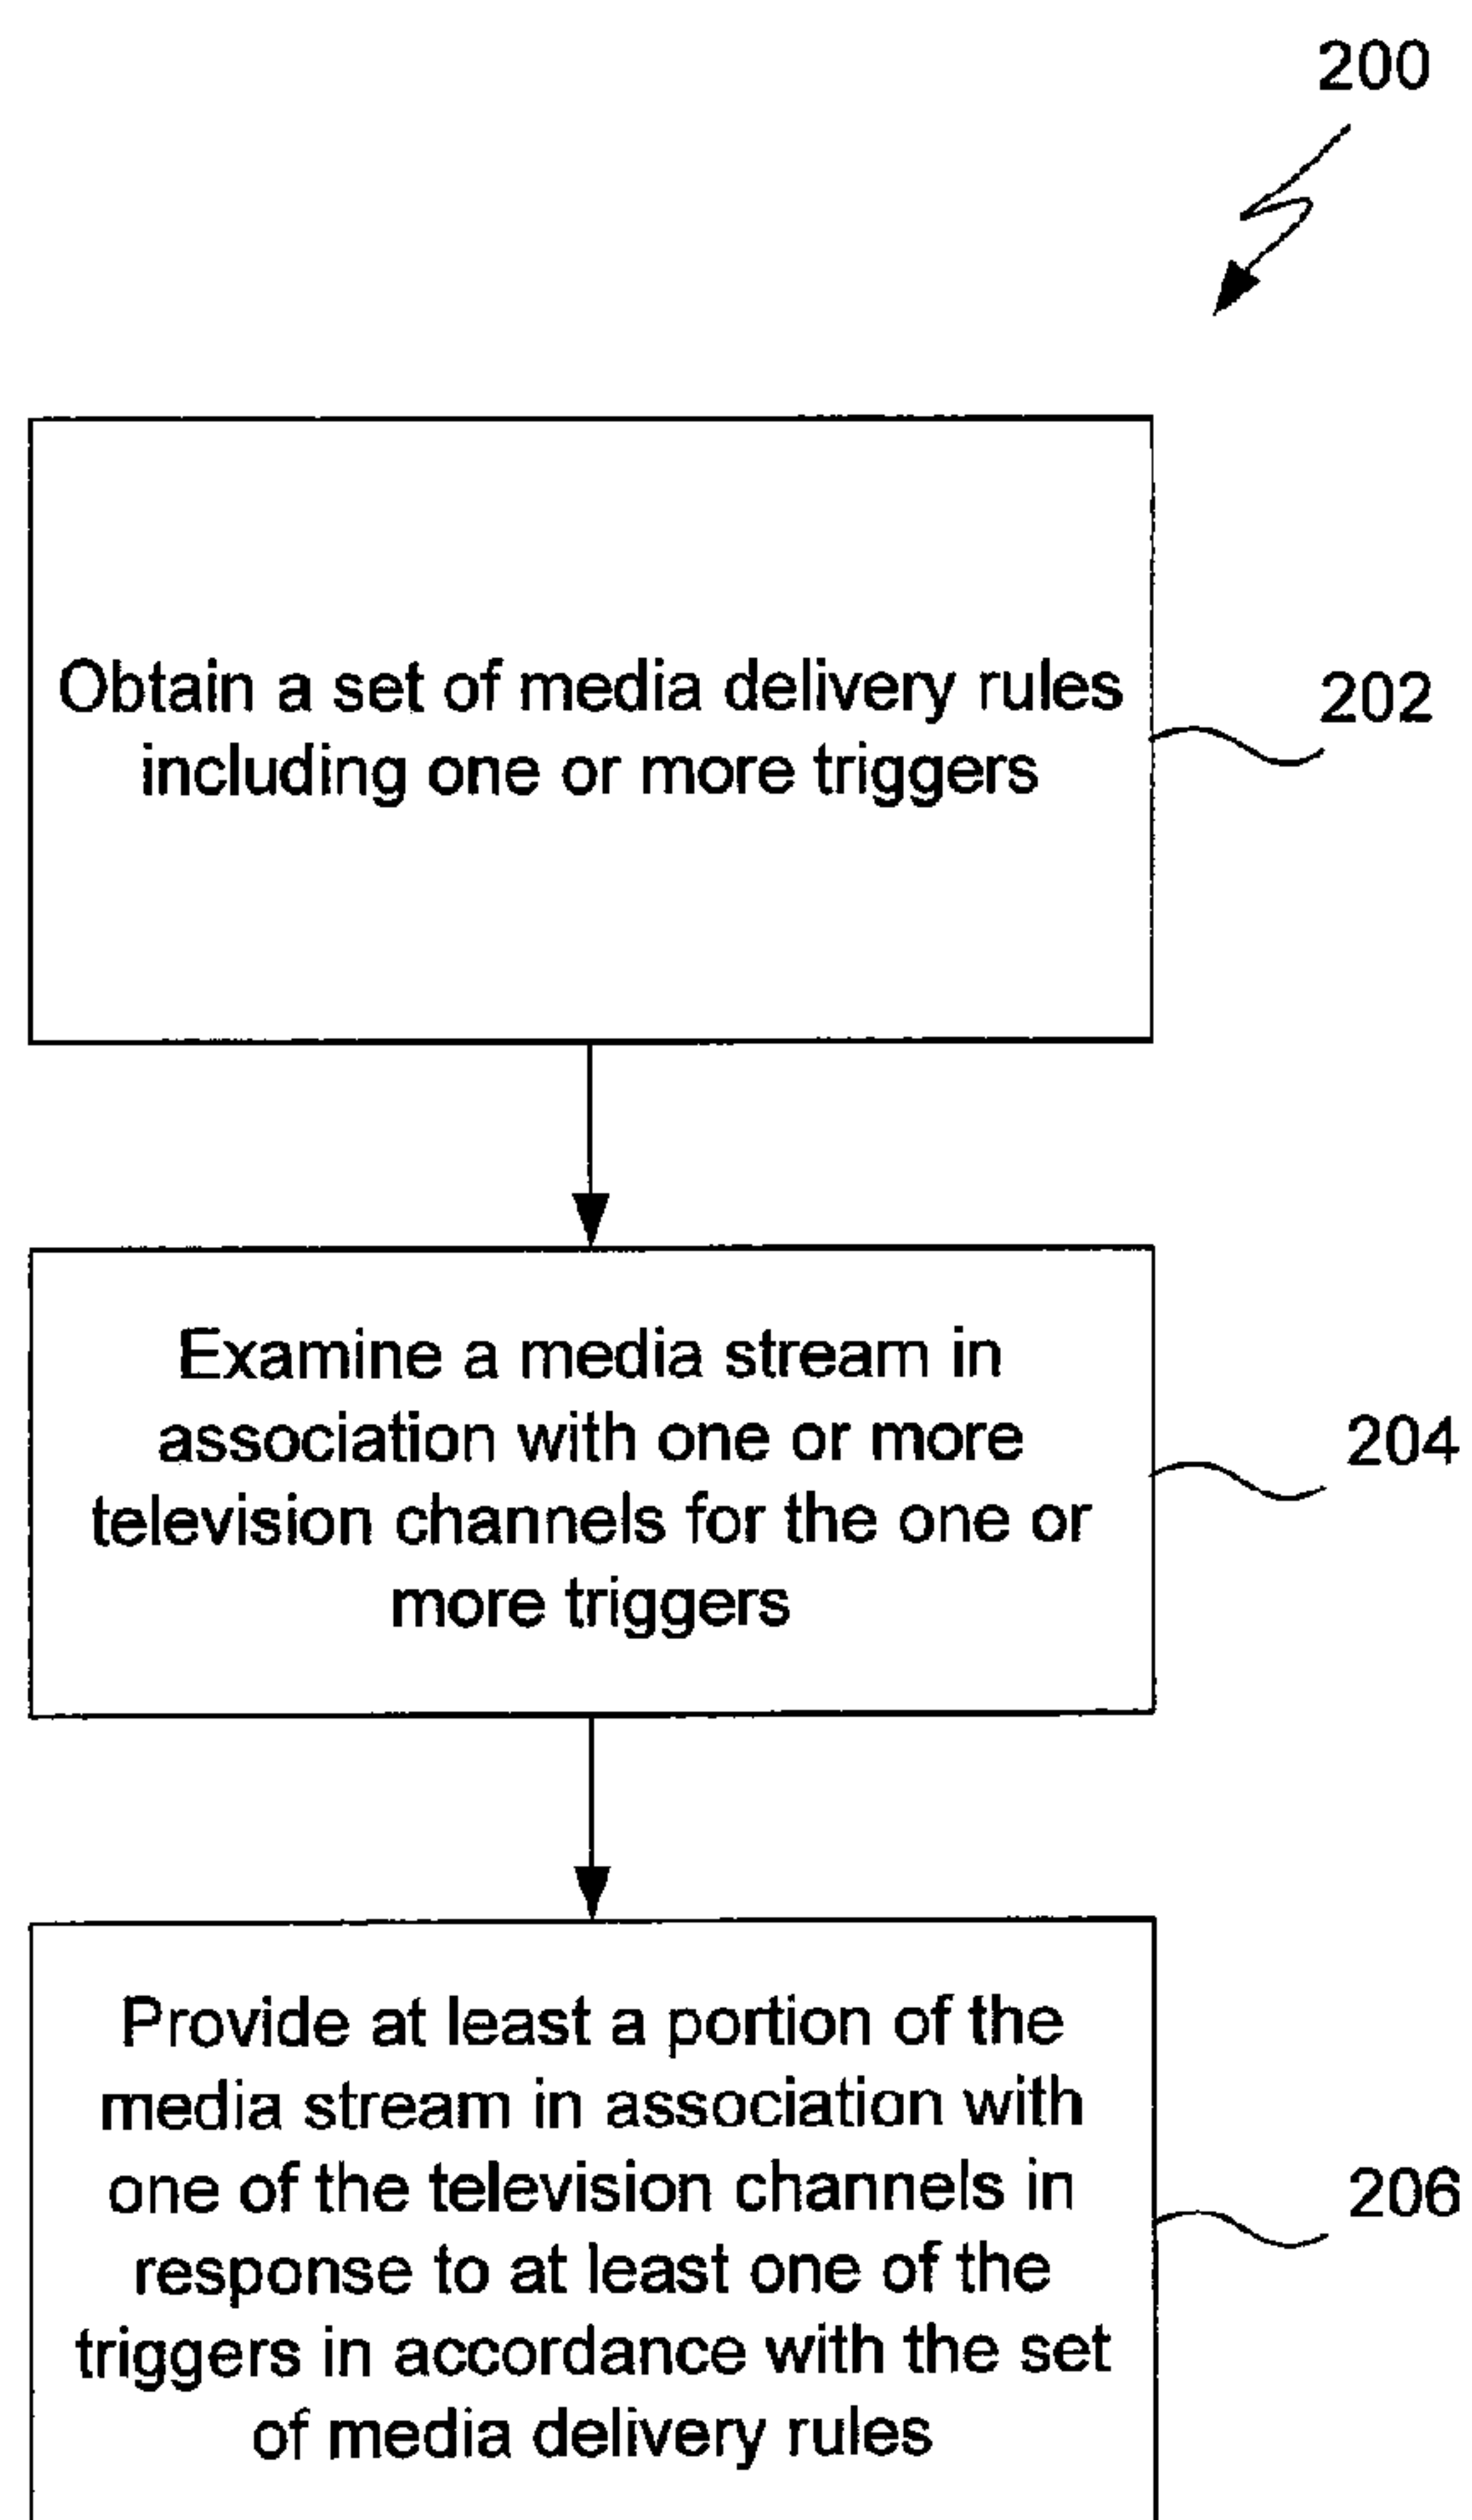 200
Obtain a set of media delivery rules
including one or more triggers
202
Examine a media stream in
association with one or more
television channels for the one or
more triggers
204
Provide at least a portion of the
media stream in association with
one of the television channels in
response to at least one of the
triggers in accordance with the set
of media delivery rules
206